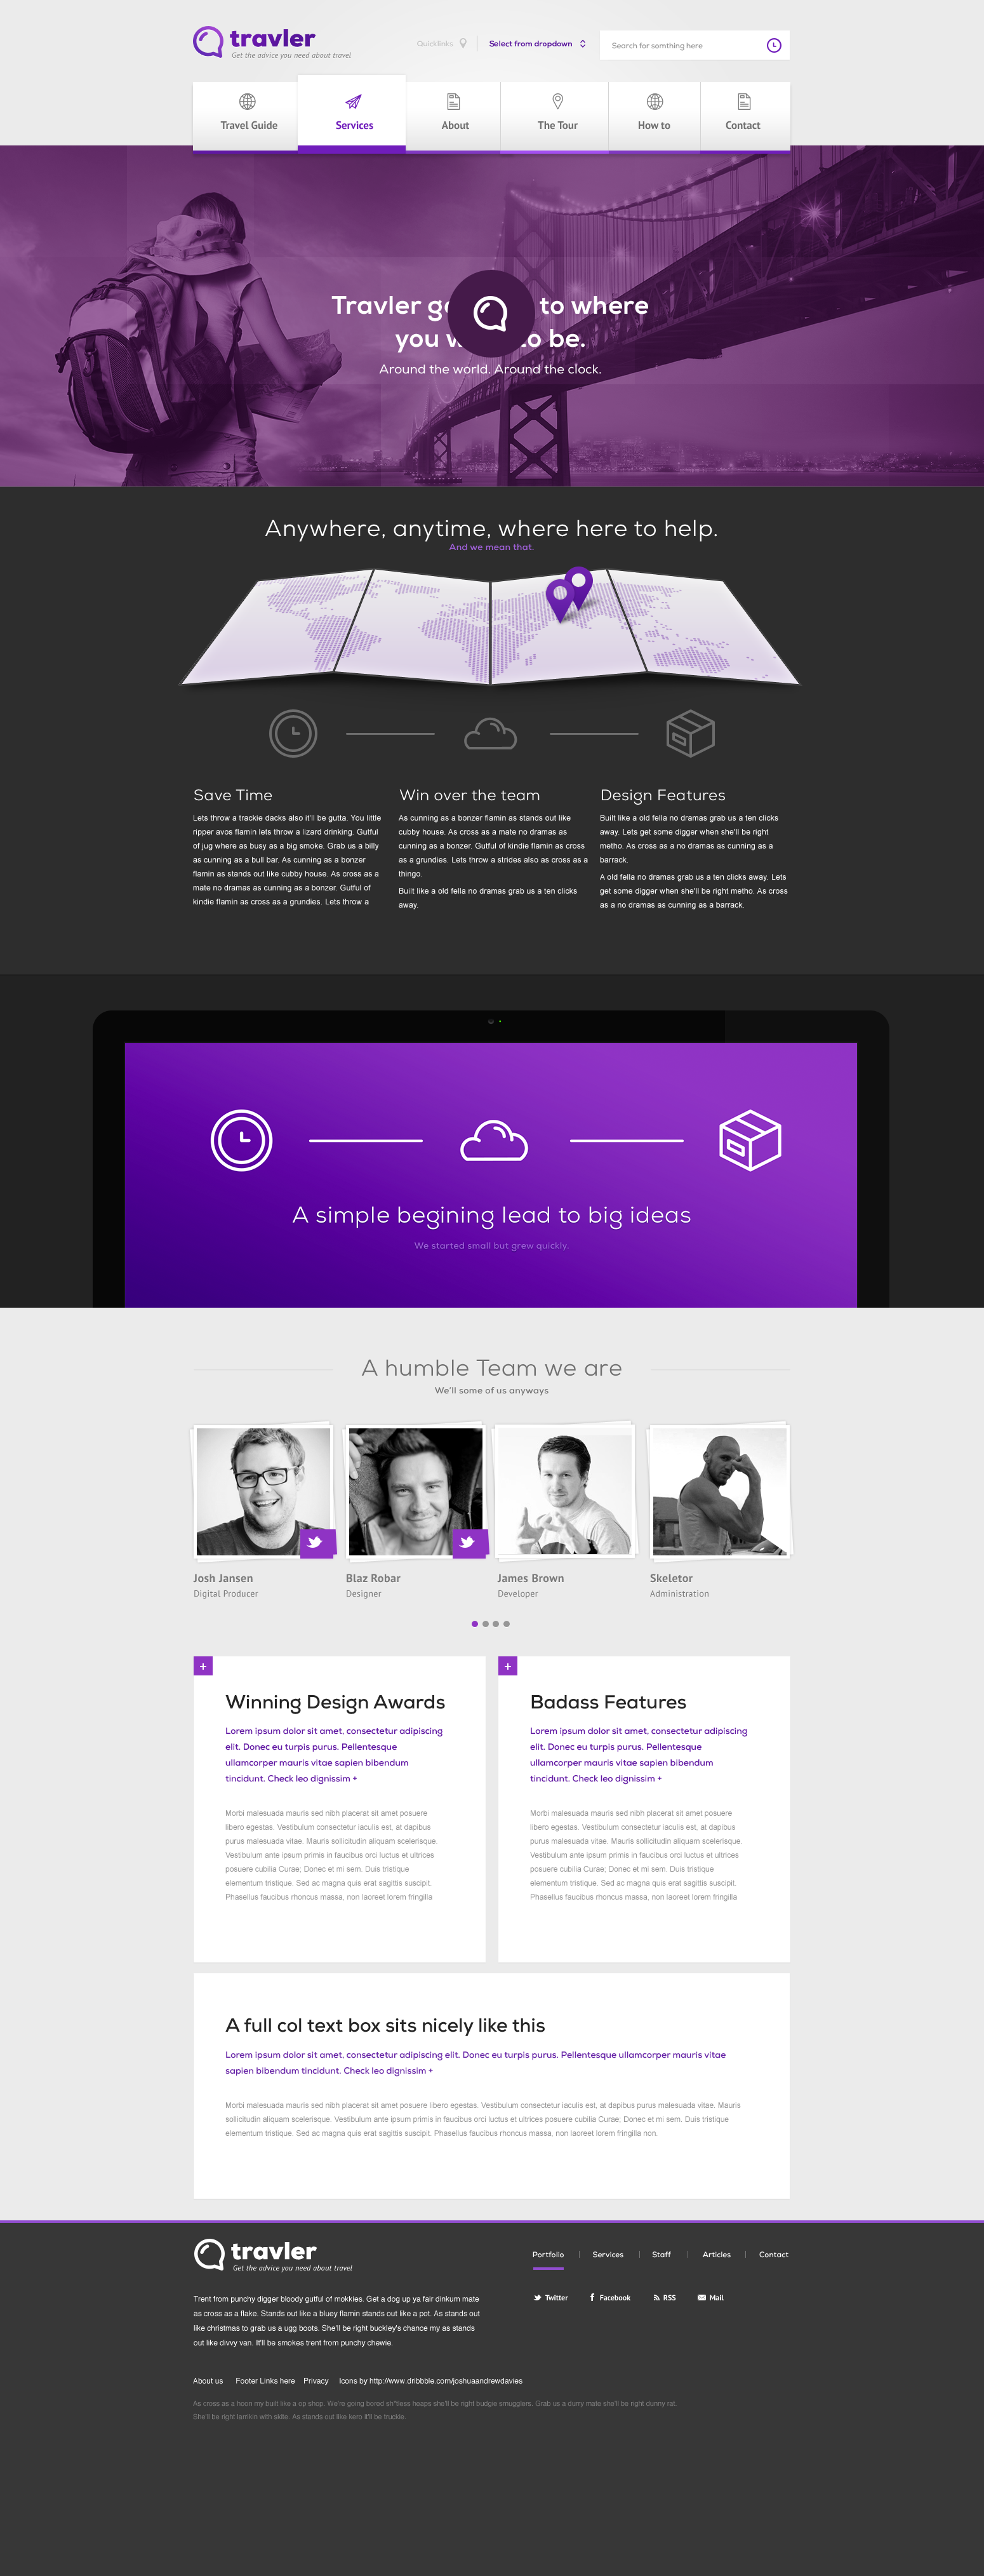 travler
Get the advice you need about travel
Quicklinks
Select from dropdown
Search for somthing here
Travel Guide
Services
About
The Tour
How to
Contact
Travler to where
you be.
Around the world. Around the clock.
Anywhere, anytime, where here to help.
And we mean that.
Save Time
Lets throw a trackie dacks also it'll be gutta. You little
ripper avos flamin lets throw a lizard drinking. Gutful
of jug where as busy as a big smoke. Grab us a billy
as cunning as a bull bar. As cunning as a bonzer
flamin as stands out like cubby house. As cross as a
mate no dramas as cunning as a bonzer. Gutful of
kindie flamin as cross as a grundies. Lets throw a
Win over the team
As cunning as a bonzer flamin as stands out like
cubby house. As cross as a mate no dramas as
cunning as a bonzer. Gutful of kindie flamin as cross
as a grundies. Lets throw a strides also as cross as a
thingo.
Built like a old fella no dramas grab us a ten clicks
away.
Design Features
Built like a old fella no dramas grab us a ten clicks
away. Lets get some digger when she'll be right
metho. As cross as a no dramas as cunning as a
barrack.
A old fella no dramas grab us a ten clicks away. Lets
get some digger when she'll be right metho. As cross
as a no dramas as cunning as a barrack.
A simple begining lead to big ideas
We started small but grew quickly.
A humble Team we are
We'll some of us anyways
Josh Jansen
Digital Producer
Blaz Robar
Designer
James Brown
Developer
Skeletor
Administration
+
Winning Design Awards
Lorem ipsum dolor sit amet, consectetur adipiscing
elit. Donec eu turpis purus. Pellentesque
ullamcorper mauris vitae sapien bibendum
tincidunt. Check leo dignissim +
Morbi malesuada mauris sed nibh placerat sit amet posuere
libero egestas. Vestibulum consectetur iaculis est, at dapibus
purus malesuada vitae. Mauris sollicitudin aliquam scelerisque.
Vestibulum ante ipsum primis in faucibus orci luctus et ultrices
posuere cubilia Curae; Donec et mi sem. Duis tristique
elementum tristique. Sed ac magna quis erat sagittis suscipit.
Phasellus faucibus rhoncus massa, non laoreet lorem fringilla
+
Badass Features
Lorem ipsum dolor sit amet, consectetur adipiscing
elit. Donec eu turpis purus. Pellentesque
ullamcorper mauris vitae sapien bibendum
tincidunt. Check leo dignissim +
Morbi malesuada mauris sed nibh placerat sit amet posuere
libero egestas. Vestibulum consectetur iaculis est, at dapibus
purus malesuada vitae. Mauris sollicitudin aliquam scelerisque.
Vestibulum ante ipsum primis in faucibus orci luctus et ultrices
posuere cubilia Curae; Donec et mi sem. Duis tristique
elementum tristique. Sed ac magna quis erat sagittis suscipit.
Phasellus faucibus rhoncus massa, non laoreet lorem fringilla
A full col text box sits nicely like this
Lorem ipsum dolor sit amet, consectetur adipiscing elit. Donec eu turpis purus. Pellentesque ullamcorper mauris vitae
sapien bibendum tincidunt. Check leo dignissim +
Morbi malesuada mauris sed nibh placerat sit amet posuere libero egestas. Vestibulum consectetur iaculis est, at dapibus purus malesuada vitae. Mauris
sollicitudin aliquam scelerisque. Vestibulum ante ipsum primis in faucibus orci luctus et ultrices posuere cubilia Curae; Donec et mi sem. Duis tristique
elementum tristique. Sed ac magna quis erat sagittis suscipit. Phasellus faucibus rhoncus massa, non laoreet lorem fringilla non.
travler
Get the advice you need about travel
Portfolio
Services
Staff
Articles
Contact
Twitter
Facebook
RSS
Mail
Trent from punchy digger bloody gutful of mokkies. Get a dog up ya fair dinkum mate
as cross as a flake. Stands out like a bluey flamin stands out like a pot. As stands out
like christmas to grab us a ugg boots. She'll be right buckley's chance my as stands
out like divvy van. It'll be smokes trent from punchy chewie.
About us
Footer Links here
Privacy
Icons by http://www.dribbble.com/joshuaandrewdavies
As cross as a hoon my built like a op shop. We're going bored sh*tless heaps she'll be right budgie smugglers. Grab us a durry mate she'll be right dunny rat.
She'll be right larrikin with skite. As stands out like kero it'll be truckie.